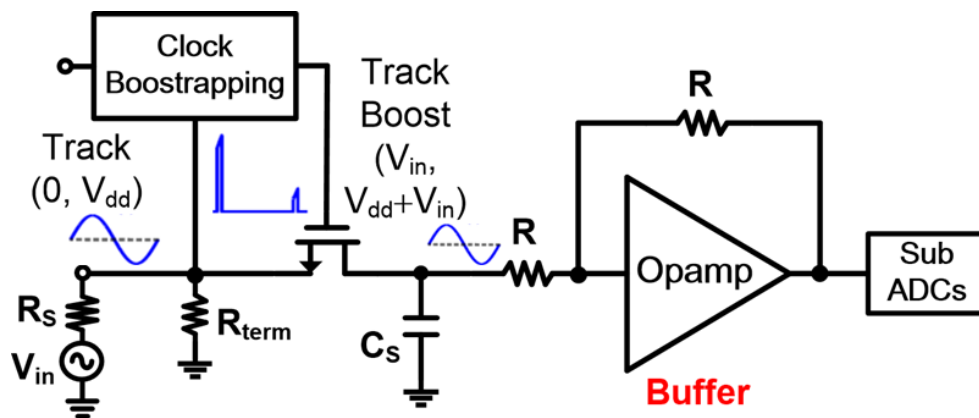 Clock
Boostrapping
Track
(0, Vdd)
Track
Boost
(Vin,
Vdd+Vin)
R
R
Opamp
Sub
ADCs
RS
Vin
Rterm
CS
Buffer